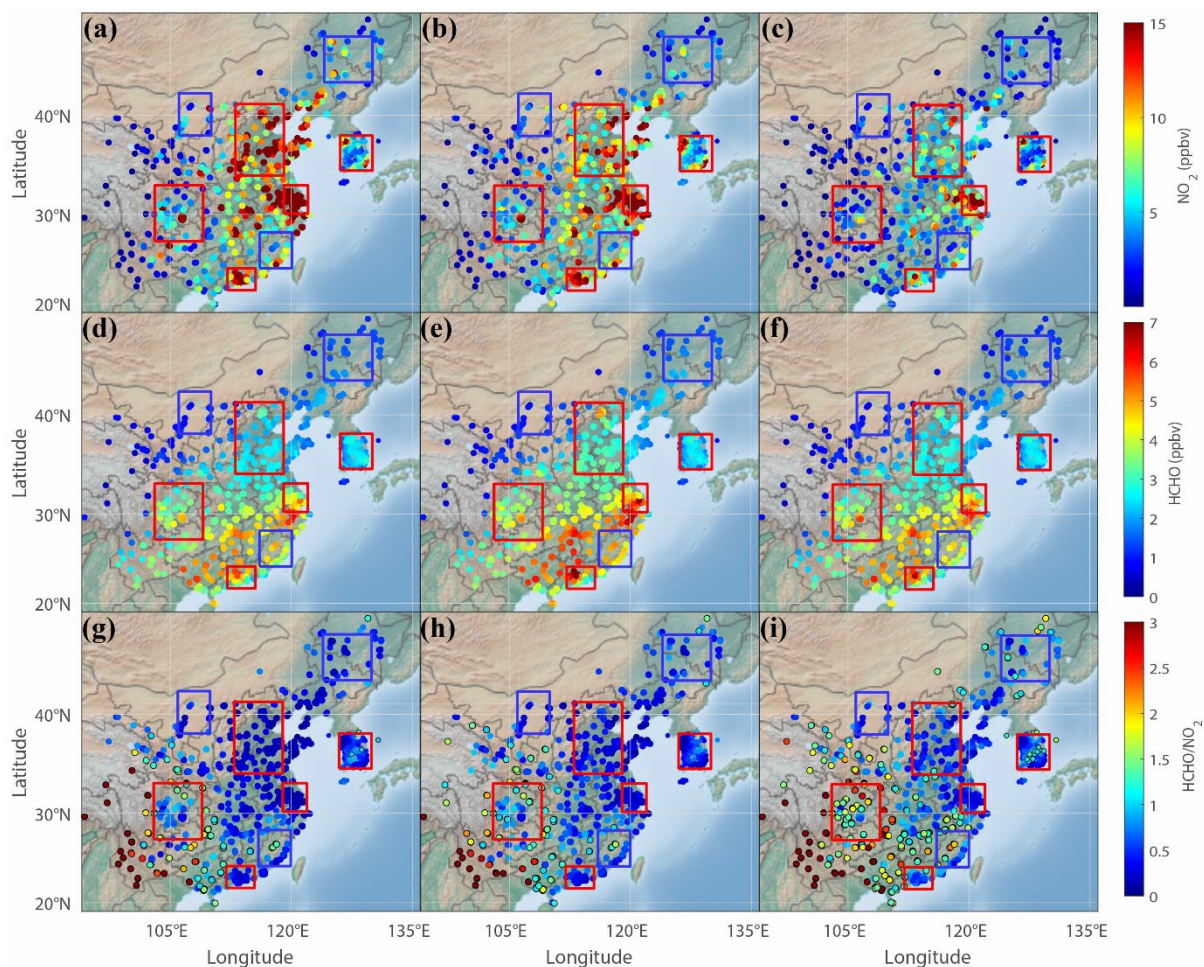 (a) (b) (c) 15
40°N
10
Latitude
NO2 (ppbv)
30°N
5
20°N
(d) (e) (f) 7
6
40°N
5
Latitude
4
HCHO (ppbv)
3
30°N
2
1
20°N 0
(g) (h) (i) 3
2.5
40°N
2
Latitude
1.5
HCHO/NO2
30°N
1
0.5
20°N 0
105°E 120°E 135°E 105°E 120°E 135°E 105°E 120°E 135°E
Longitude Longitude Longitude